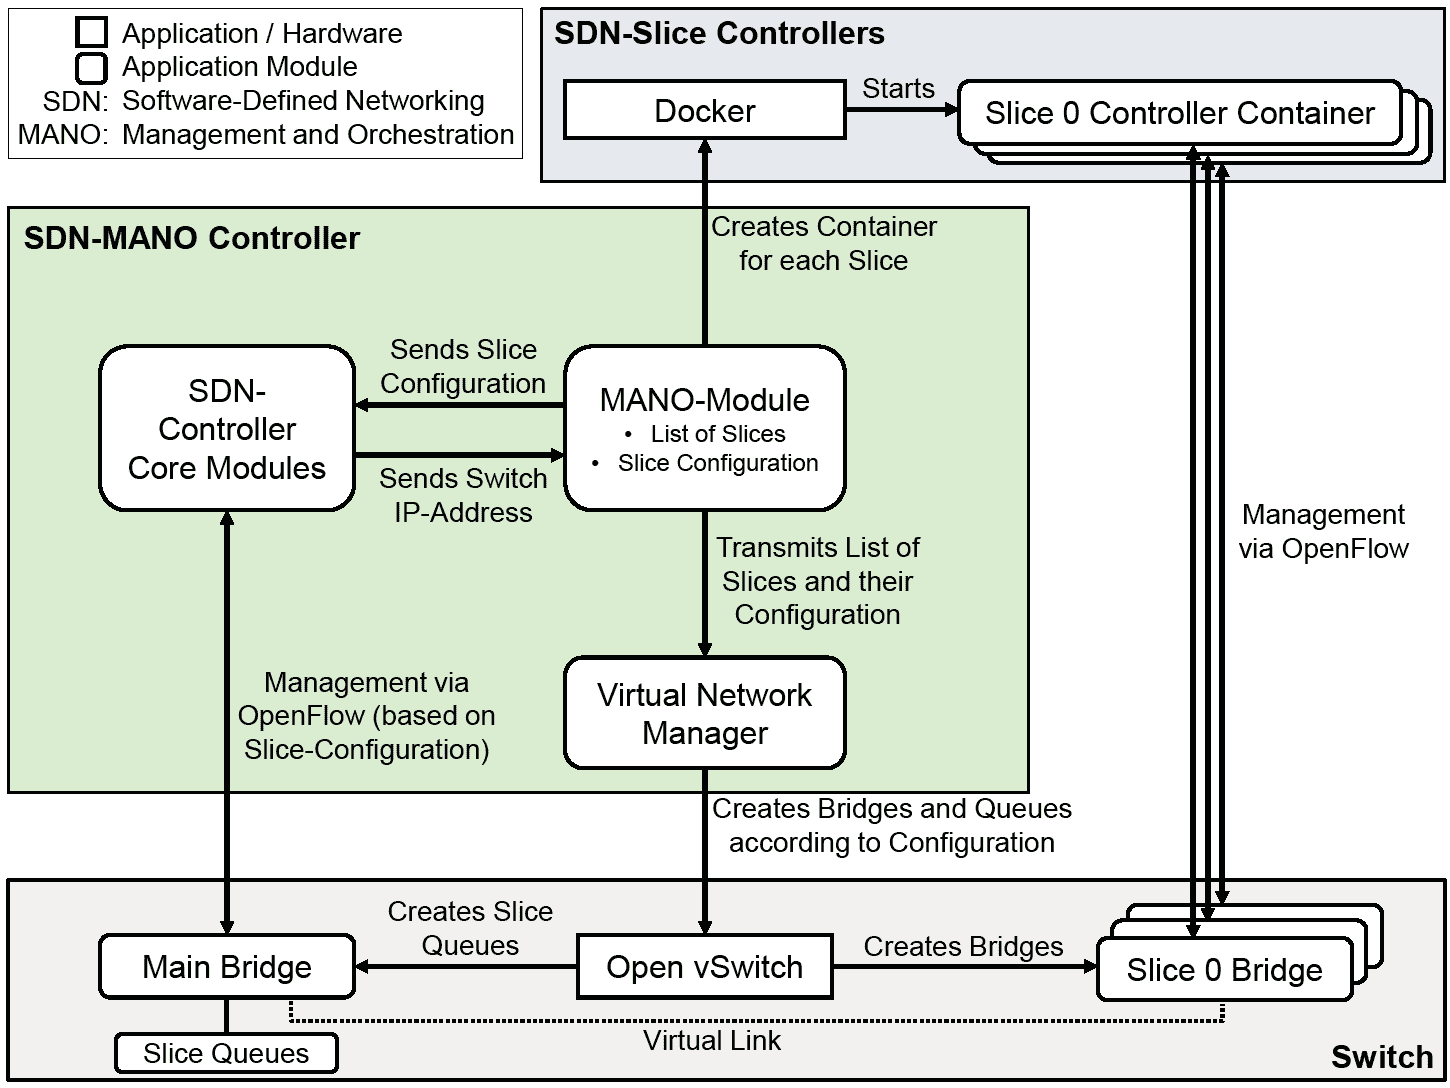 Application / Hardware
Application Module
SDN: Software-Defined Networking
MANO: Management and Orchestration
SDN-Slice Controllers
Docker
Starts
Slice 0 Controller Container
Creates Container
for each Slice
SDN-MANO Controller
Sends Slice
Configuration
SDN-
Controller
Core Modules
MANO-Module
• List of Slices
• Slice Configuration
Sends Switch
IP-Address
Management
via OpenFlow
Transmits List of
Slices and their
Configuration
Management via
OpenFlow (based on
Slice-Configuration)
Virtual Network
Manager
Creates Bridges and Queues
according to Configuration
Creates Slice
Queues
Main Bridge
Open vSwitch
Creates Bridges
Slice 0 Bridge
Virtual Link
Slice Queues
Switch